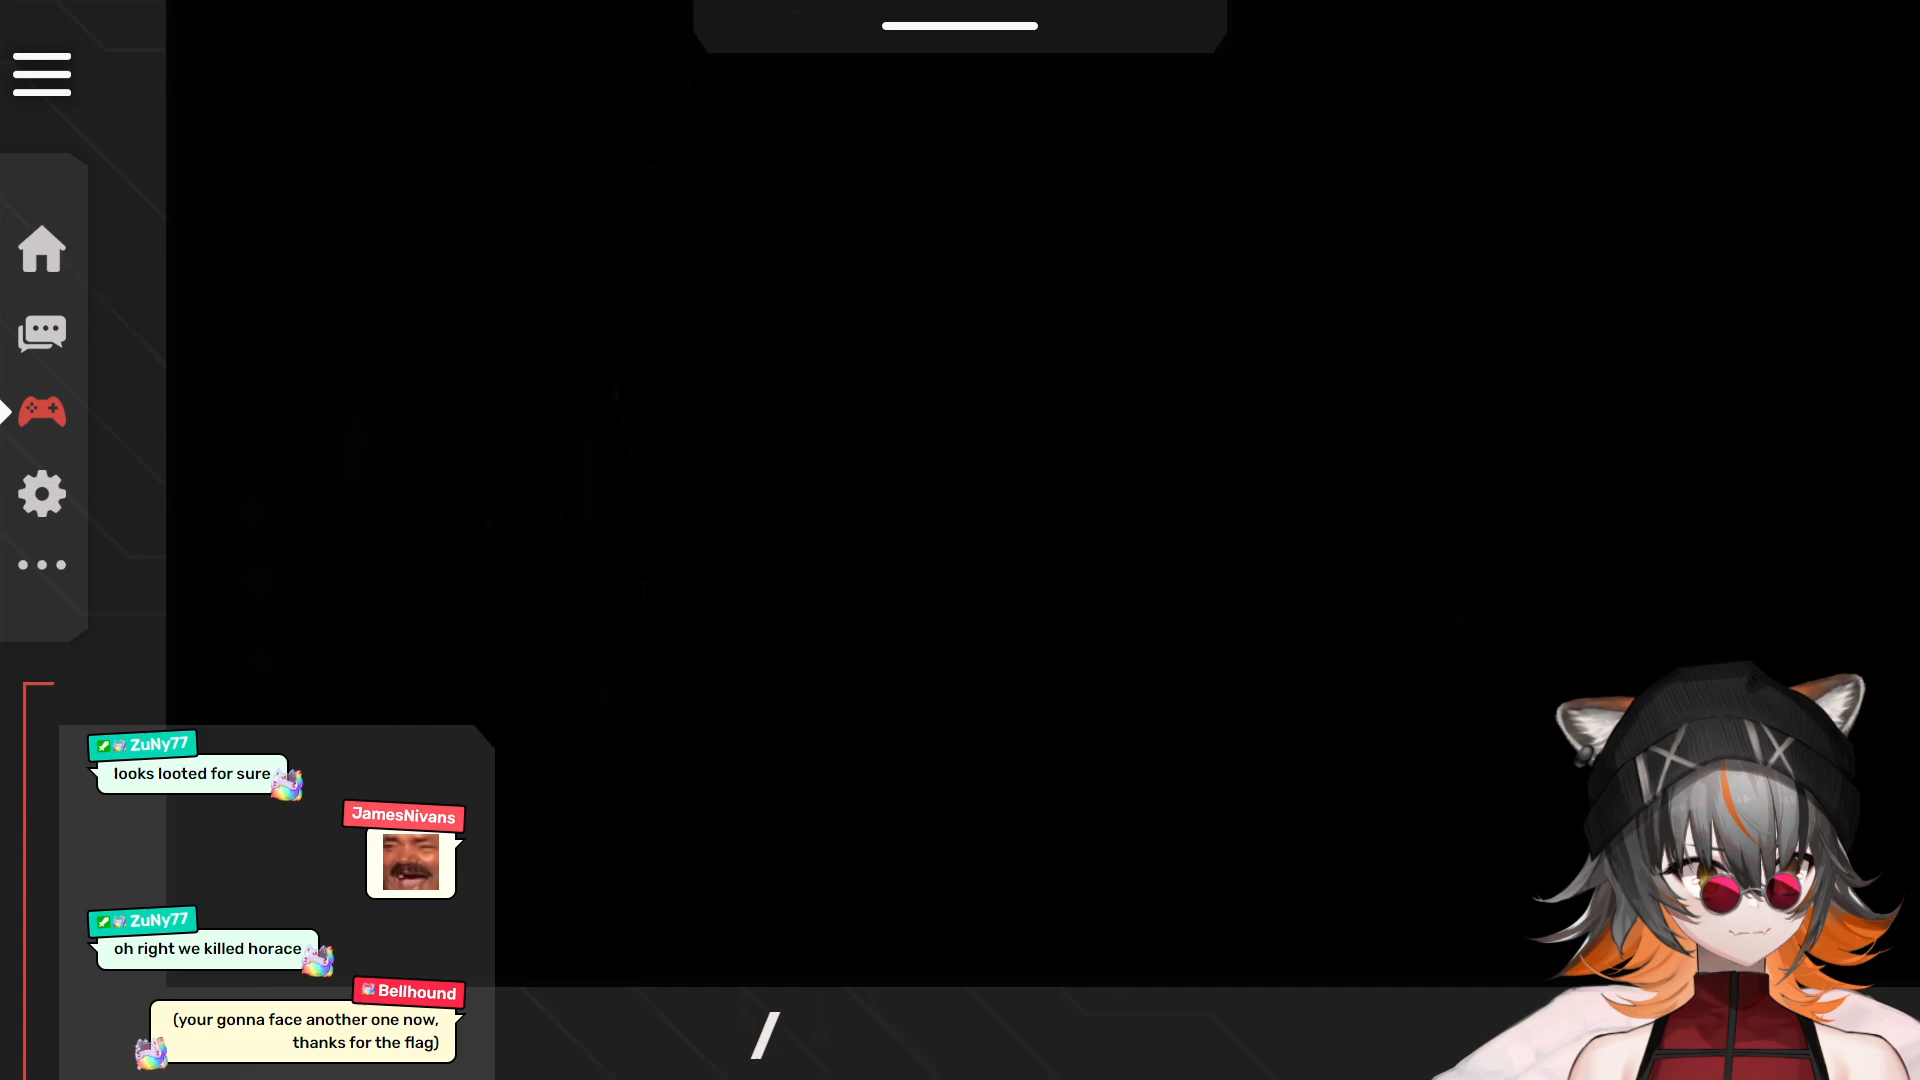 ZuNy77
looks looted for sure
JamesNivans
ZuNy77
oh right we killed horace
Bellhound
(your gonna face another one now,
thanks for the flag)
/